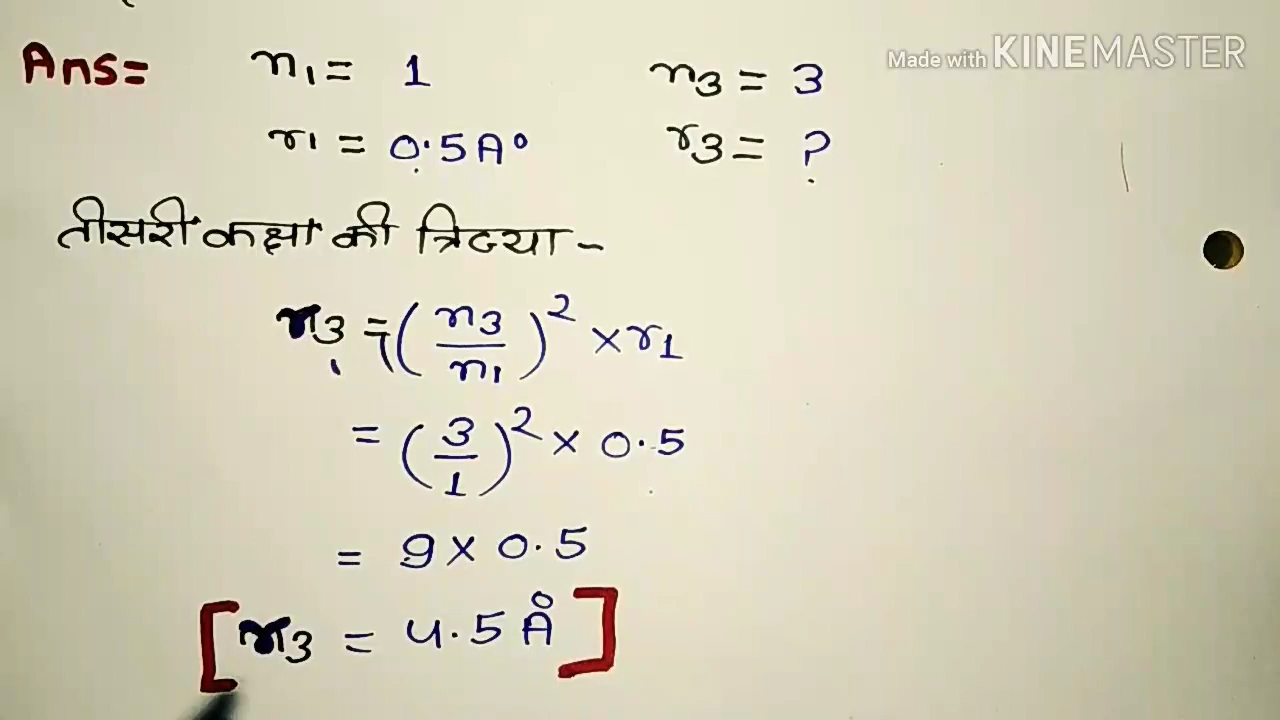 Made with KINEMASTER
Ans= n₁ = 1 n₃ = 3
r₁ = 0.5A° r₃ = ?
तीसरी कक्षा की त्रिज्या -
r₃ = (n₃/n₁)² × r₁
= (3/1)² × 0.5
= 9 × 0.5
[r₃ = 4.5 Å]